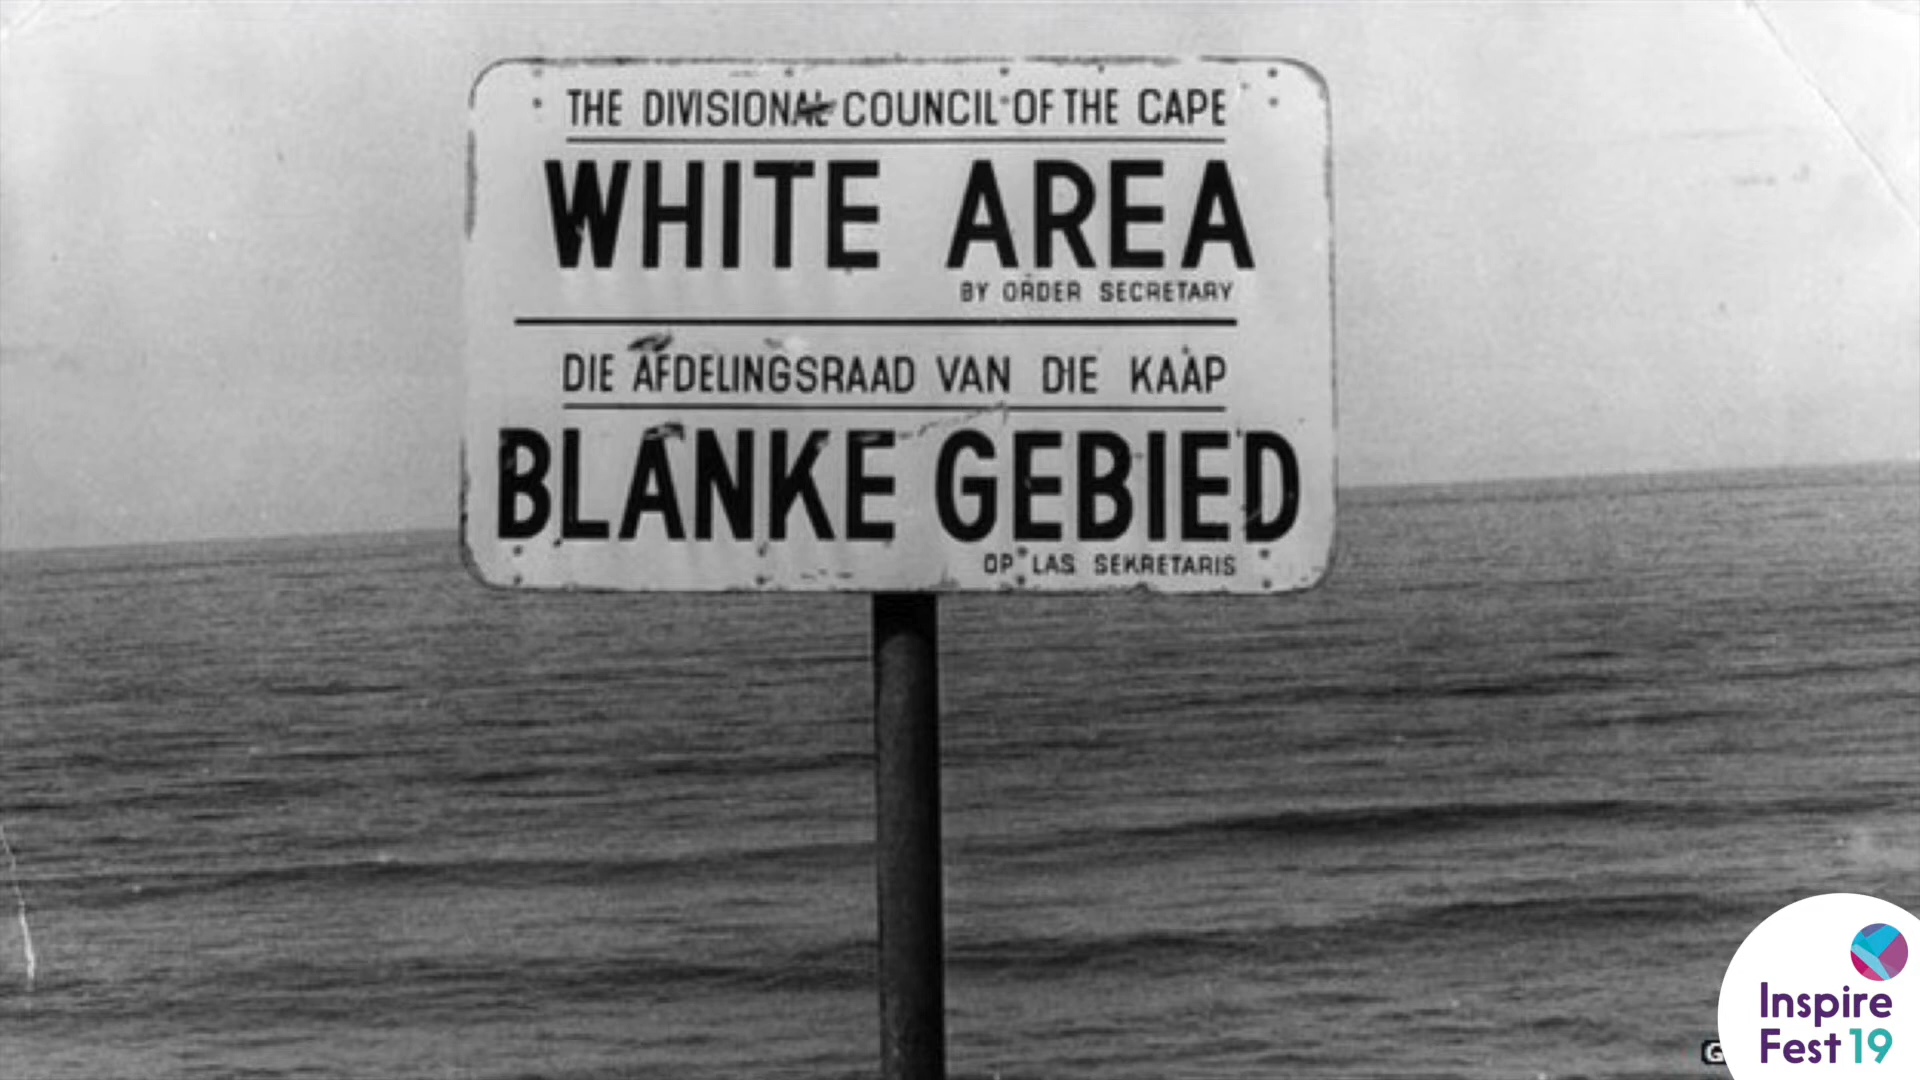 THE DIVISIONAL COUNCIL OF THE CAPE
WHITE AREA
BY ORDER SECRETARY
DIE AFDELINGSRAAD VAN DIE KAAP
BLANKE GEBIED
OP LAS SEKRETARIS
Inspire
Fest 19